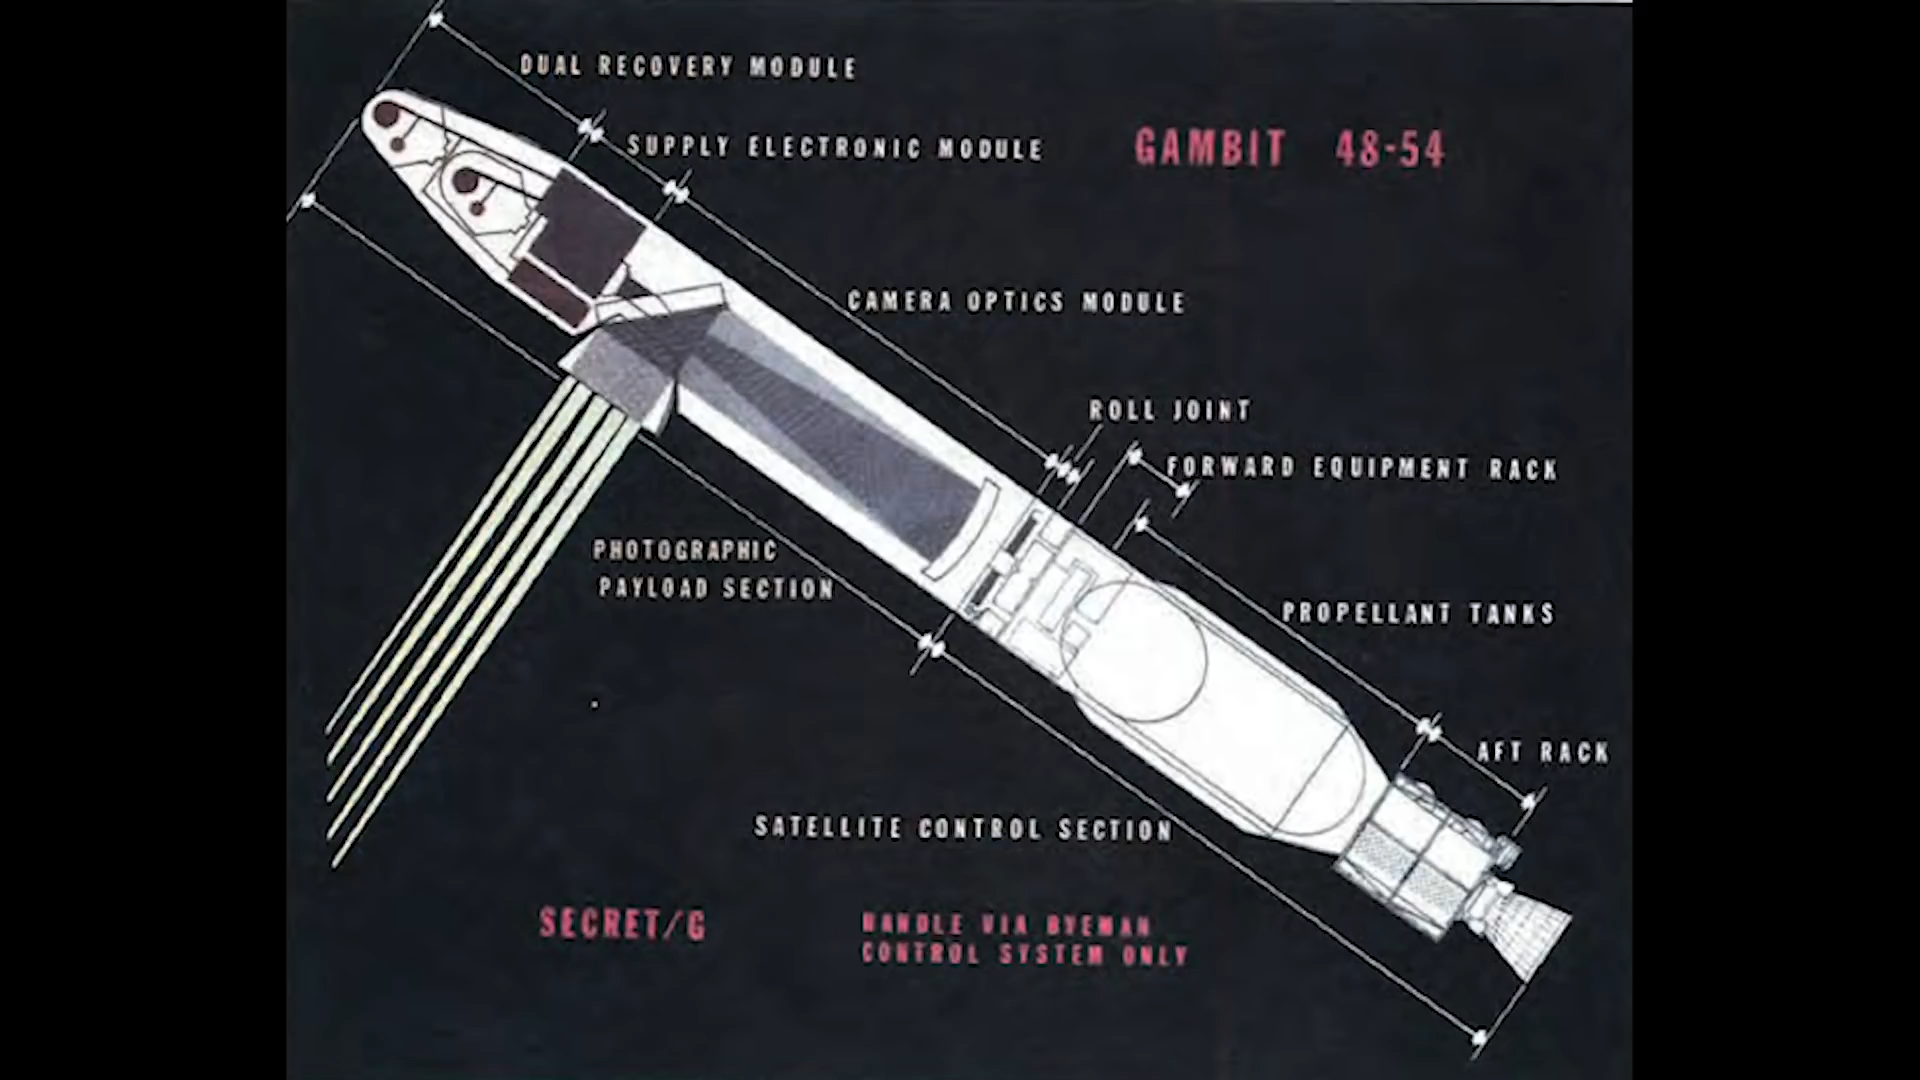 DUAL RECOVERY MODULE
SUPPLY ELECTRONIC MODULE
GAMBIT 48-54
CAMERA OPTICS MODULE
ROLL JOINT
FORWARD EQUIPMENT RACK
PHOTOGRAPHIC
PAYLOAD SECTION
PROPELLANT TANKS
AFT RACK
SATELLITE CONTROL SECTION
SECRET/G
HANDLE VIA BYEMAN
CONTROL SYSTEM ONLY